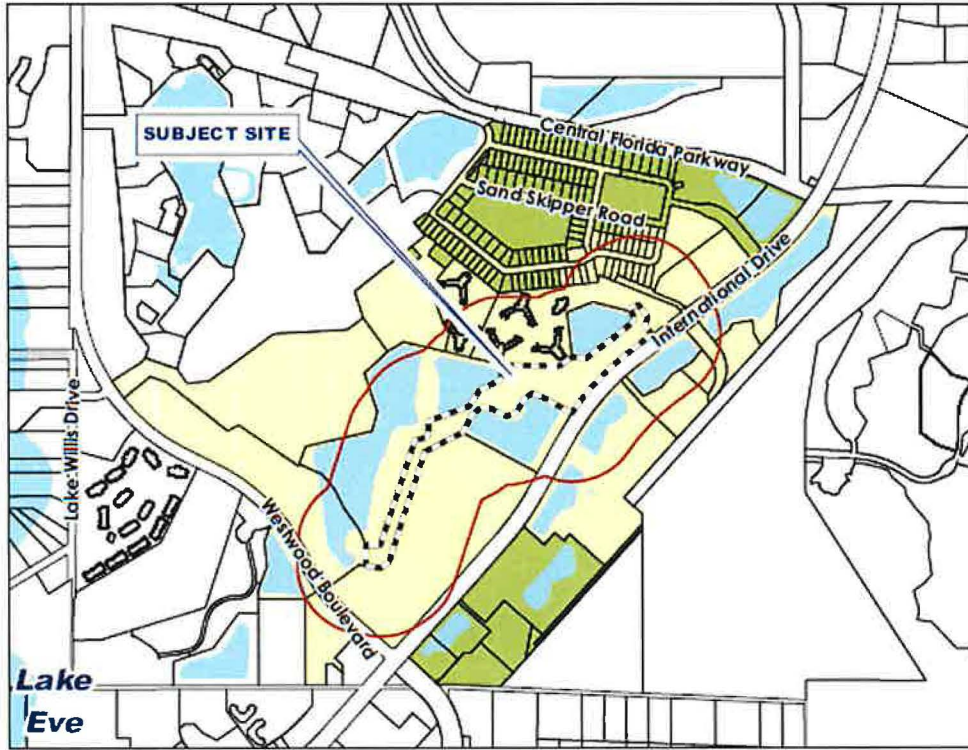 SUBJECT SITE
Central Florida Parkway
Sand Skipper Road
International Drive
Lake Willis Drive
Westwood Boulevard
Lake
Eve